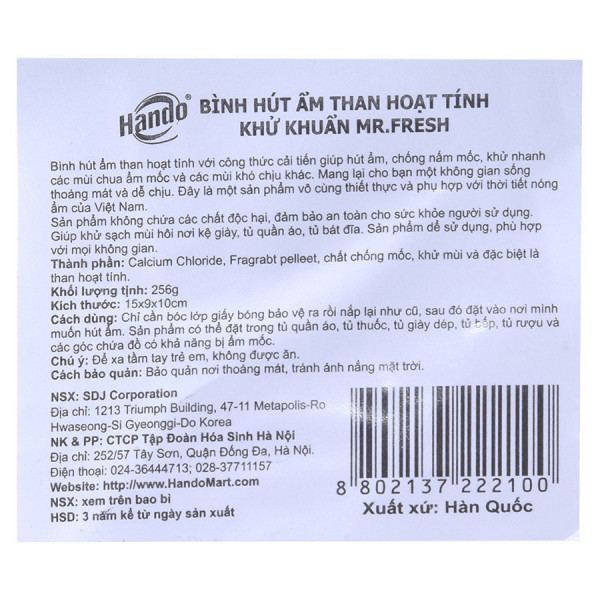 Hando®
BÌNH HÚT ẨM THAN HOẠT TÍNH
KHỬ KHUẨN MR.FRESH
Bình hút ẩm than hoạt tính với công thức cải tiến giúp hút ẩm, chống nấm mốc, khử nhanh
các mùi chua ẩm mốc và các mùi khó chịu khác. Mang lại cho bạn một không gian sống
thoáng mát và dễ chịu. Đây là một sản phẩm vô cùng thiết thực và phụ hợp với thời tiết nóng
ẩm của Việt Nam.
Sản phẩm không chứa các chất độc hại, đảm bảo an toàn cho sức khỏe người sử dụng.
Giúp khử sạch mùi hôi nơi kệ giày, tủ quần áo, tủ bát đĩa. Sản phẩm dể sử dụng, phù hợp
với mọi không gian.
Thành phần: Calcium Chloride, Fragrabt pelleet, chất chống mốc, khử mùi và đặc biệt là
than hoạt tính.
Khối lượng tịnh: 256g
Kích thước: 15x9x10cm
Cách dùng: Chỉ cần bóc lớp giấy bóng bảo vệ ra rồi nắp lại như cũ, sau đó đặt vào nơi mình
muốn hút ẩm. Sản phẩm có thể đặt trong tủ quần áo, tủ thuốc, tủ giày dép, tủ bếp, tủ rượu và
các góc chứa đồ có khả năng bị ẩm mốc.
Chú ý: Để xa tầm tay trẻ em, không được ăn.
Cách bảo quản: Bảo quản nơi thoáng mát, tránh ánh nắng mặt trời.
NSX: SDJ Corporation
Địa chỉ: 1213 Triumph Building, 47-11 Metapolis-Ro
Hwaseong-Si Gyeonggi-Do Korea
NK & PP: CTCP Tập Đoàn Hóa Sinh Hà Nội
Địa chỉ: 252/57 Tây Sơn, Quận Đống Đa, Hà Nội.
Điện thoại: 024-36444713; 028-37711157
Website: http://www.HandoMart.com/
NSX: xem trên bao bì
HSD: 3 năm kể từ ngày sản xuất
8 802137 222100
Xuất xứ: Hàn Quốc